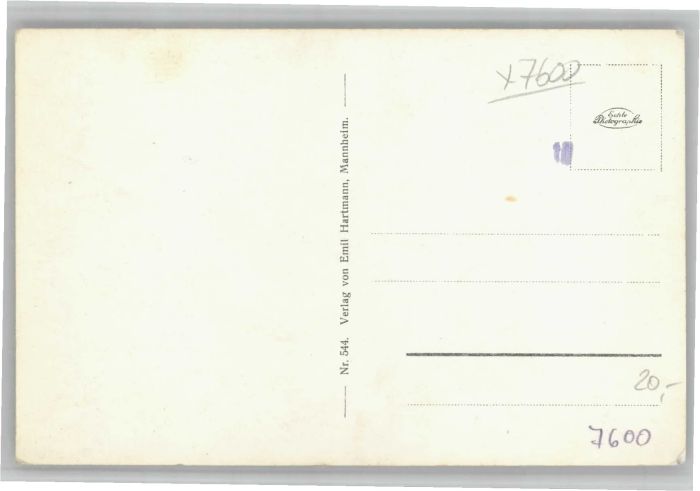 x7600
Echte
Photographie
Nr. 544. Verlag von Emil Hartmann, Mannheim.
20,-
7600